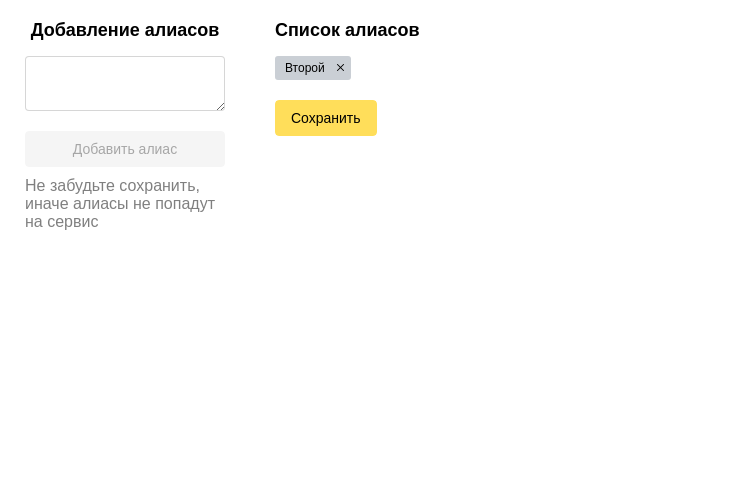 Добавление алиасов
Добавить алиас
Не забудьте сохранить,
иначе алиасы не попадут
на сервис
Список алиасов
Второй ×
Сохранить